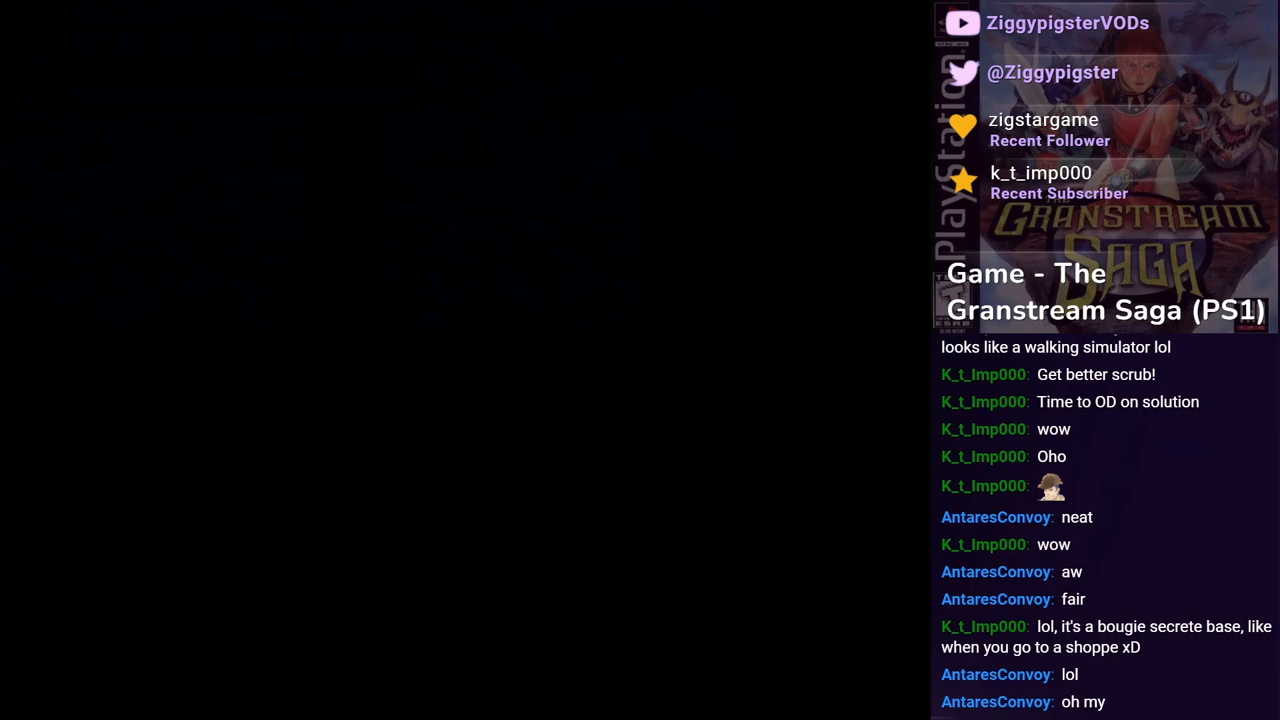 ZiggypigsterVODs
@Ziggypigster
zigstargame
Recent Follower
k_t_imp000
Recent Subscriber
PlayStation
GRANSTREAM
SAGA
Game - The
Granstream Saga (PS1)
looks like a walking simulator lol
K_t_Imp000: Get better scrub!
K_t_Imp000: Time to OD on solution
K_t_Imp000: wow
K_t_Imp000: Oho
K_t_Imp000:
AntaresConvoy: neat
K_t_Imp000: wow
AntaresConvoy: aw
AntaresConvoy: fair
K_t_Imp000: lol, it's a bougie secrete base, like
when you go to a shoppe xD
AntaresConvoy: lol
AntaresConvoy: oh my